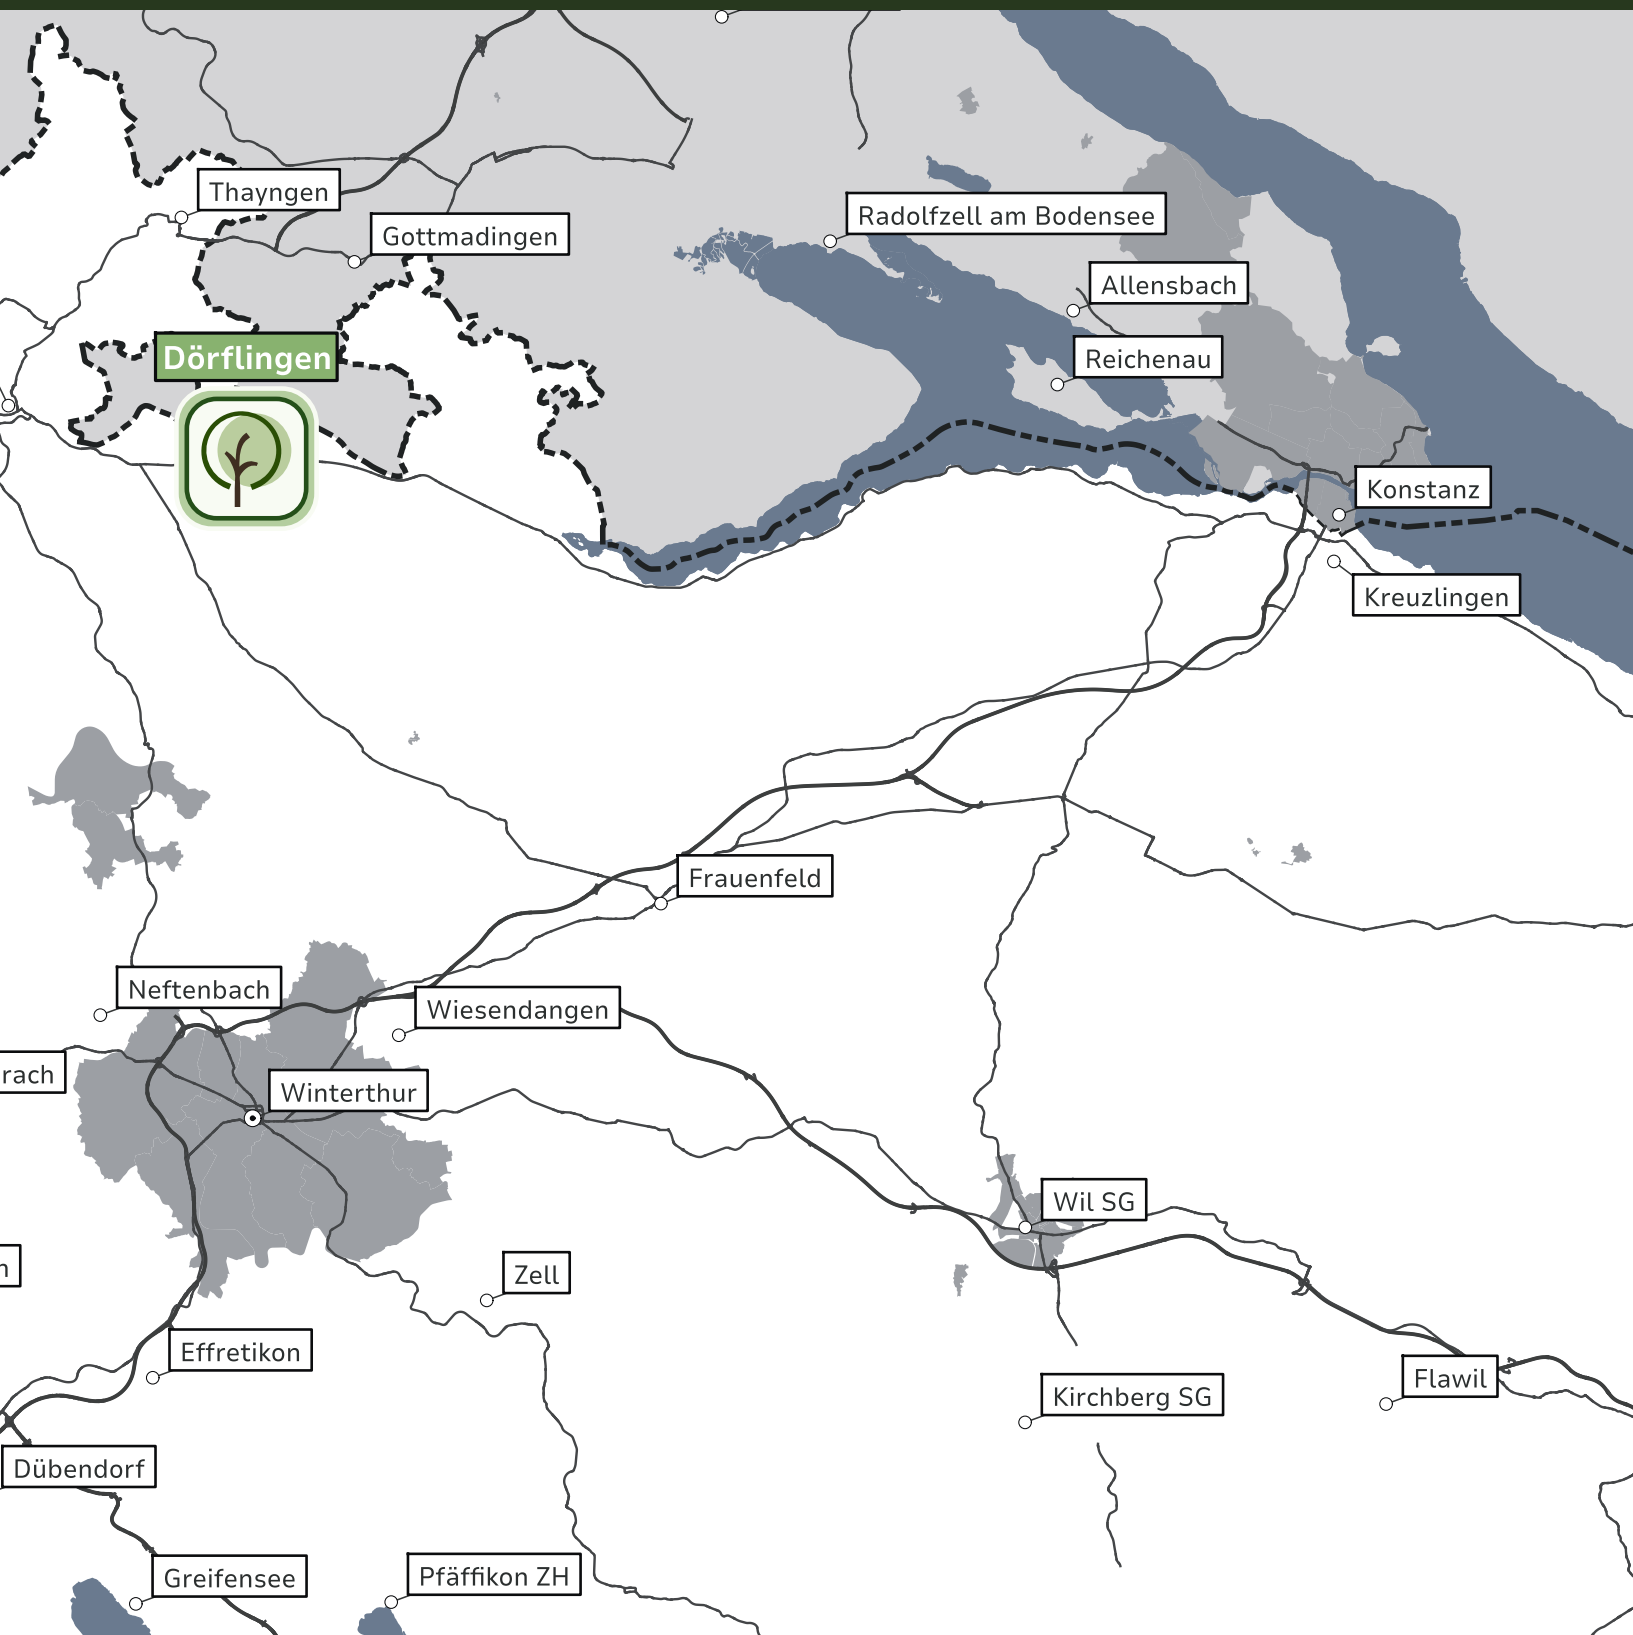 Thayngen
Gottmadingen
Radolfzell am Bodensee
Allensbach
Dörflingen
Reichenau
Konstanz
Kreuzlingen
Frauenfeld
Neftenbach
Wiesendangen
rach
Winterthur
Wil SG
n
Zell
Effretikon
Flawil
Kirchberg SG
Dübendorf
Greifensee
Pfäffikon ZH